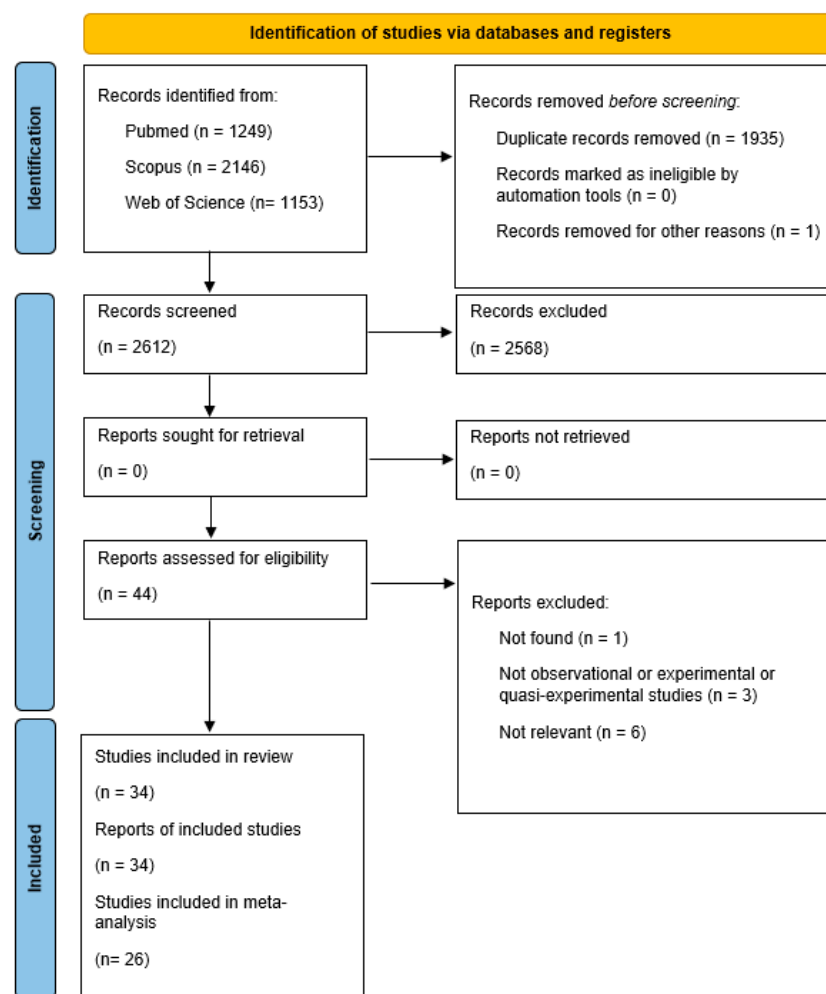 Identification of studies via databases and registers
Identification
Records identified from:
Pubmed (n = 1249)
Scopus (n = 2146)
Web of Science (n= 1153)
Records removed before screening:
Duplicate records removed (n = 1935)
Records marked as ineligible by
automation tools (n = 0)
Records removed for other reasons (n = 1)
Screening
Records screened
(n = 2612)
Records excluded
(n = 2568)
Reports sought for retrieval
(n = 0)
Reports not retrieved
(n = 0)
Reports assessed for eligibility
(n = 44)
Reports excluded:
Not found (n = 1)
Not observational or experimental or
quasi-experimental studies (n = 3)
Not relevant (n = 6)
Included
Studies included in review
(n = 34)
Reports of included studies
(n = 34)
Studies included in meta-
analysis
(n= 26)